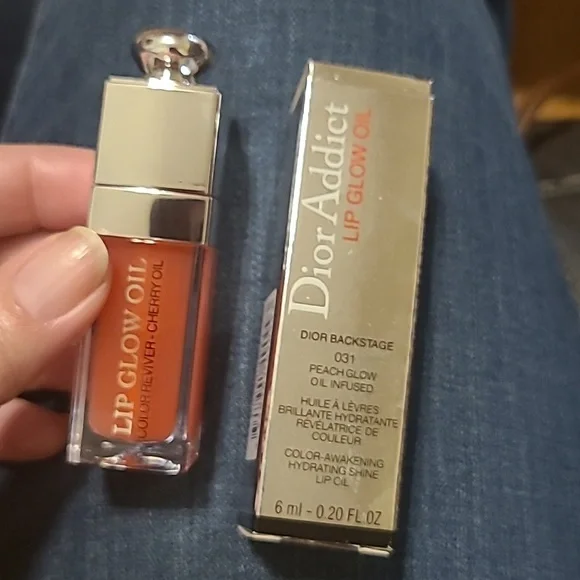 LIP GLOW OIL
COLOR REVIVER - CHERRY OIL
Dior Addict
LIP GLOW OIL
DIOR BACKSTAGE
031
PEACH GLOW
OIL INFUSED
HUILE À LÈVRES
BRILLANTE HYDRATANTE
RÉVÉLATRICE DE
COULEUR
COLOR-AWAKENING
HYDRATING SHINE
LIP OIL
6 ml - 0.20 FL.OZ